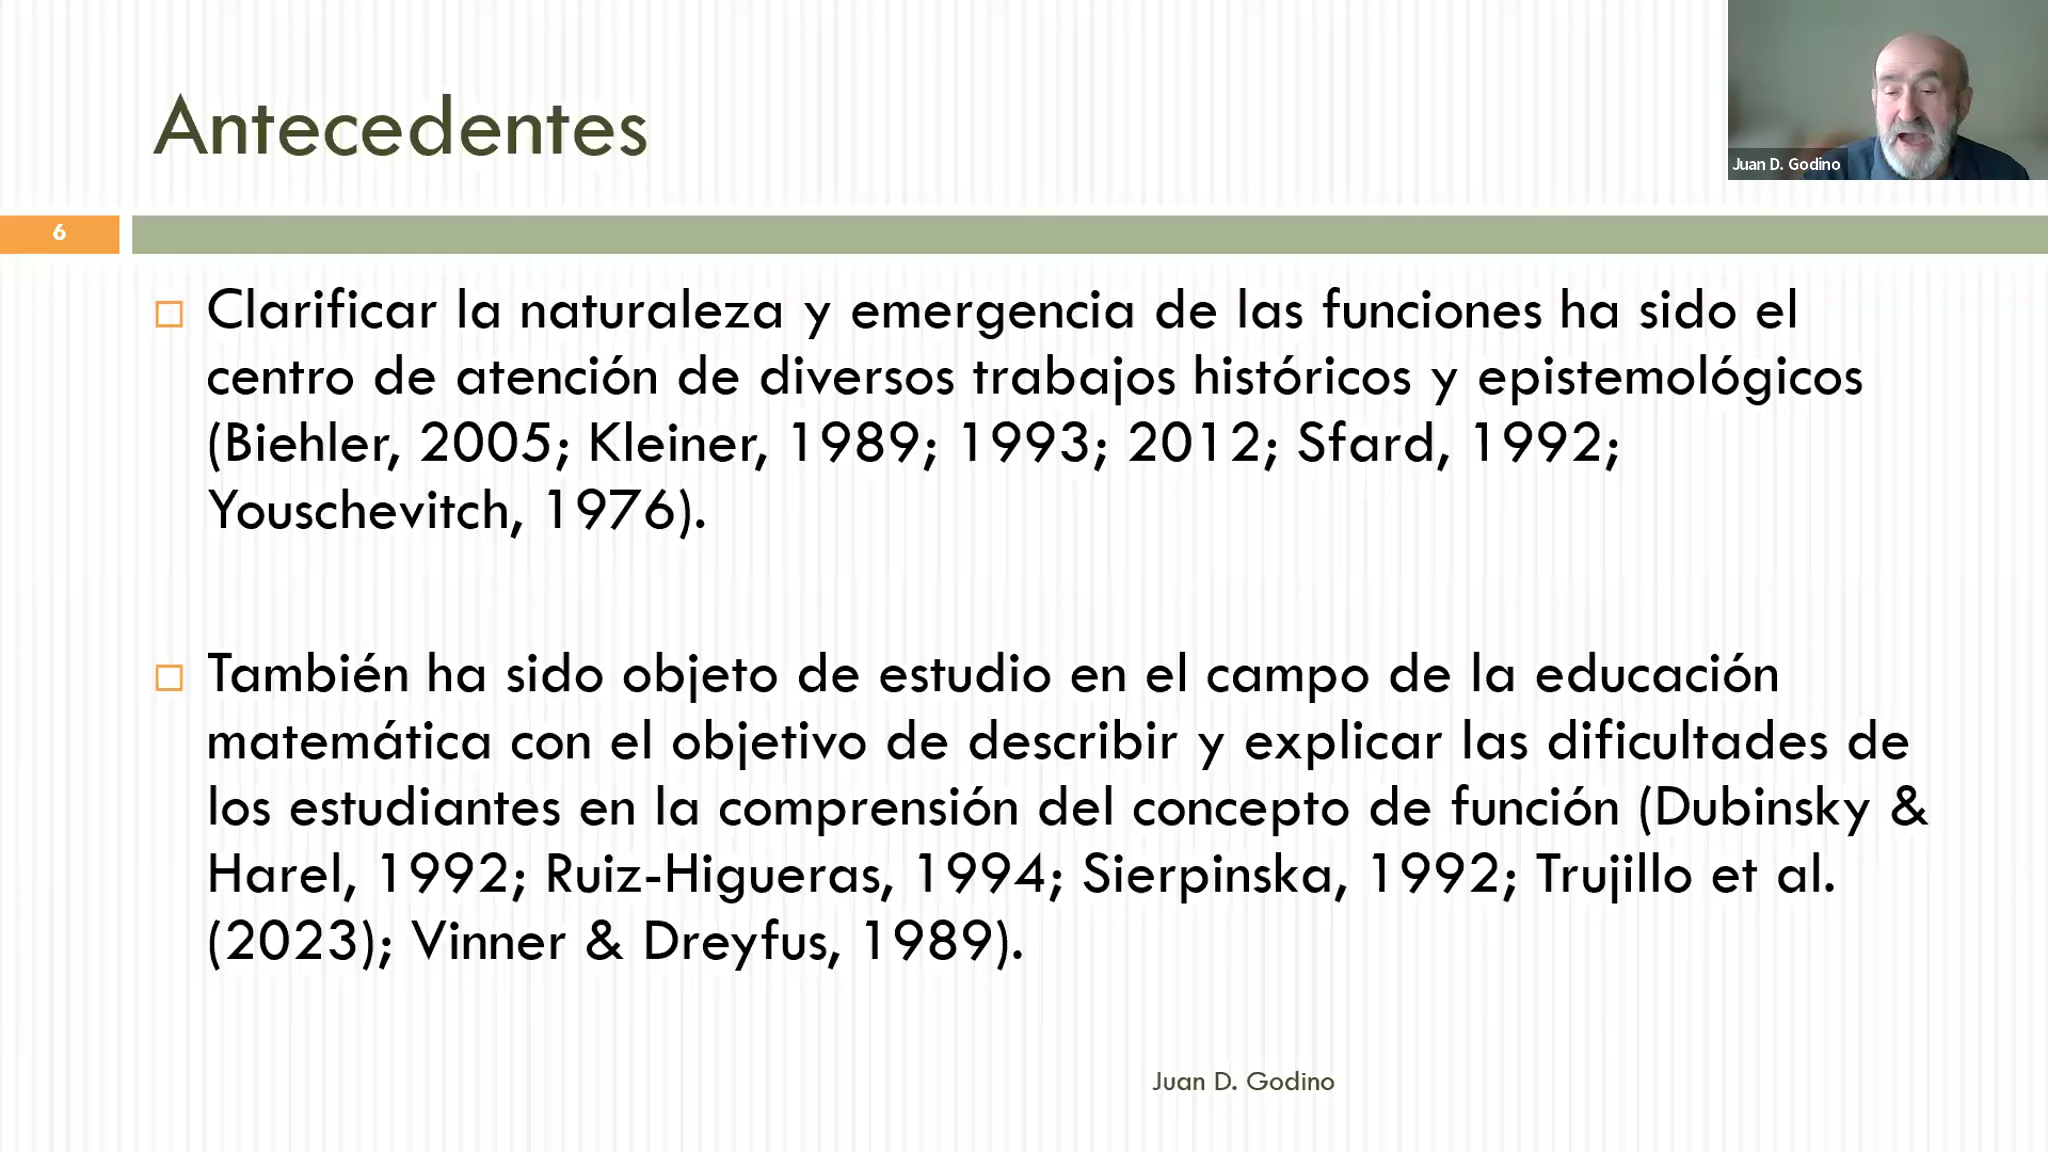 Antecedentes
Juan D. Godino
6
Clarificar la naturaleza y emergencia de las funciones ha sido el
centro de atención de diversos trabajos históricos y epistemológicos
(Biehler, 2005; Kleiner, 1989; 1993; 2012; Sfard, 1992;
Youschevitch, 1976).
También ha sido objeto de estudio en el campo de la educación
matemática con el objetivo de describir y explicar las dificultades de
los estudiantes en la comprensión del concepto de función (Dubinsky &
Harel, 1992; Ruiz-Higueras, 1994; Sierpinska, 1992; Trujillo et al.
(2023); Vinner & Dreyfus, 1989).
Juan D. Godino